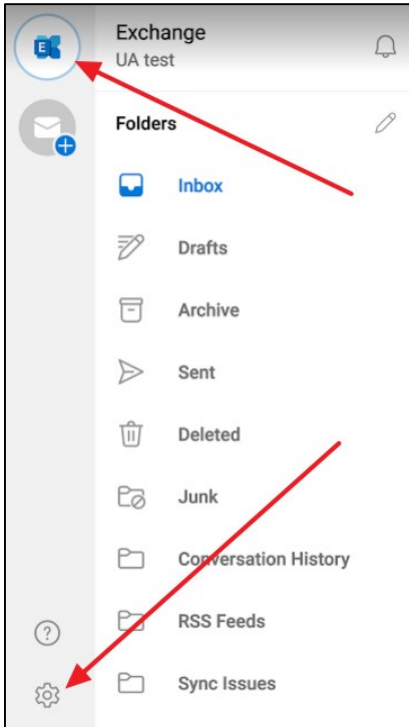 E
Exchange
UA test
Folders
Inbox
Drafts
Archive
Sent
Deleted
Junk
Conversation History
RSS Feeds
?
Sync Issues